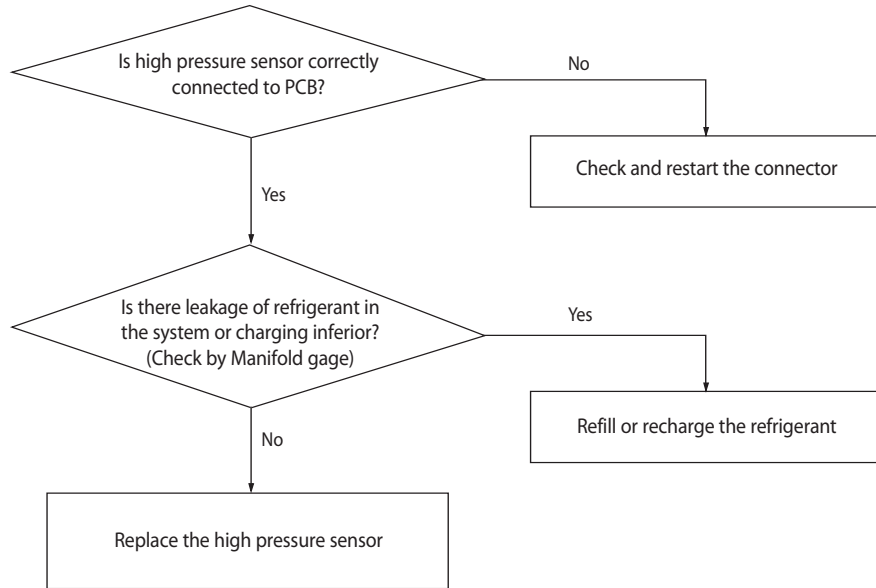 Is high pressure sensor correctly
connected to PCB?
No
Check and restart the connector
Yes
Is there leakage of refrigerant in
the system or charging inferior?
(Check by Manifold gage)
Yes
Refill or recharge the refrigerant
No
Replace the high pressure sensor